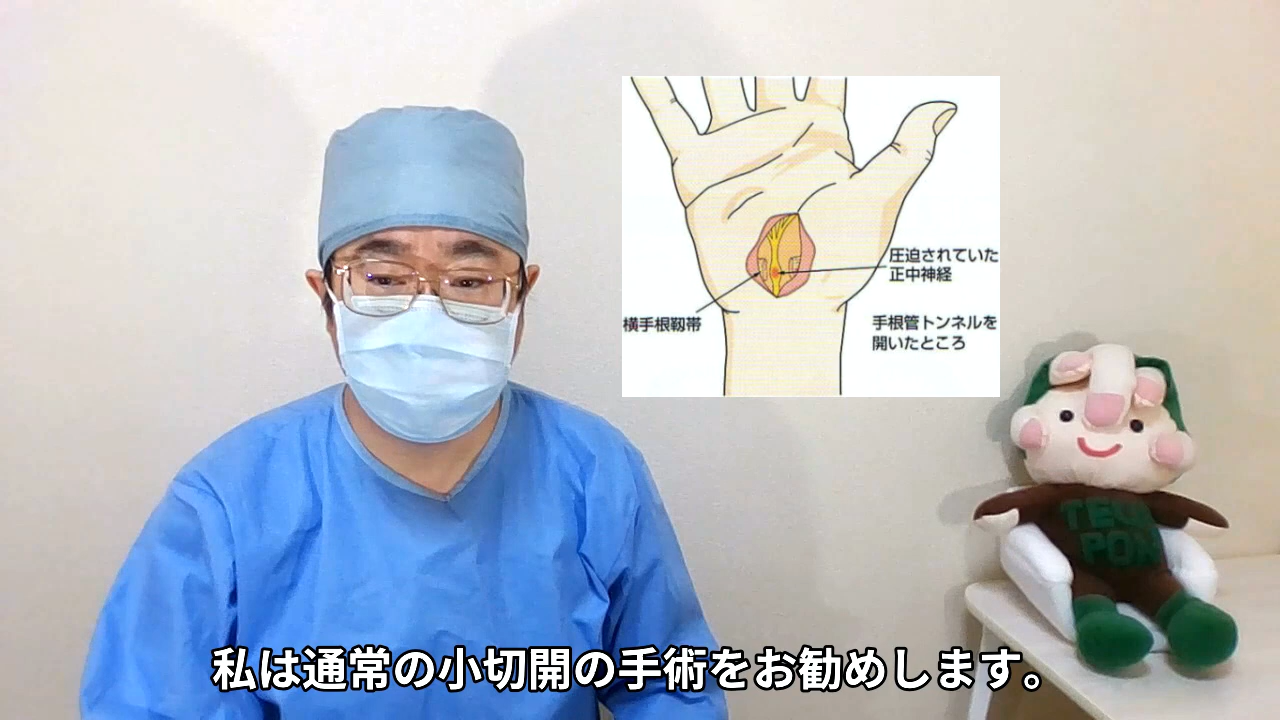 圧迫されていた
正中神経
横手根靱帯
手根管トンネルを
開いたところ
PON
私は通常の小切開の手術をお勧めします。